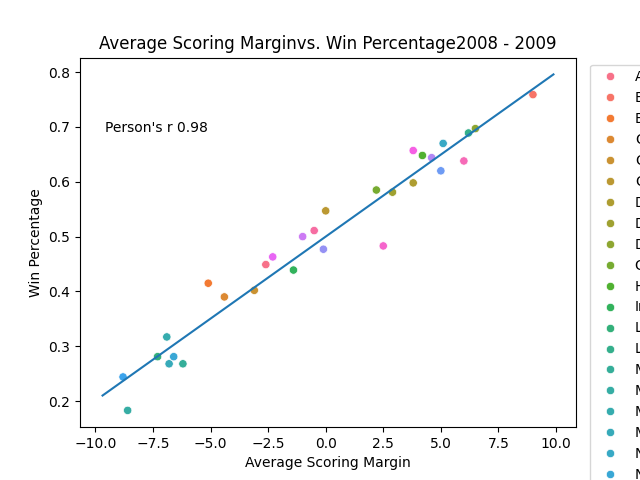 Average Scoring Marginvs. Win Percentage2008 - 2009
0.8
0.7
0.6
0.5
0.4
0.3
0.2
Win Percentage
Person's r 0.98
−10.0 −7.5 −5.0 −2.5 0.0 2.5 5.0 7.5 10.0
Average Scoring Margin